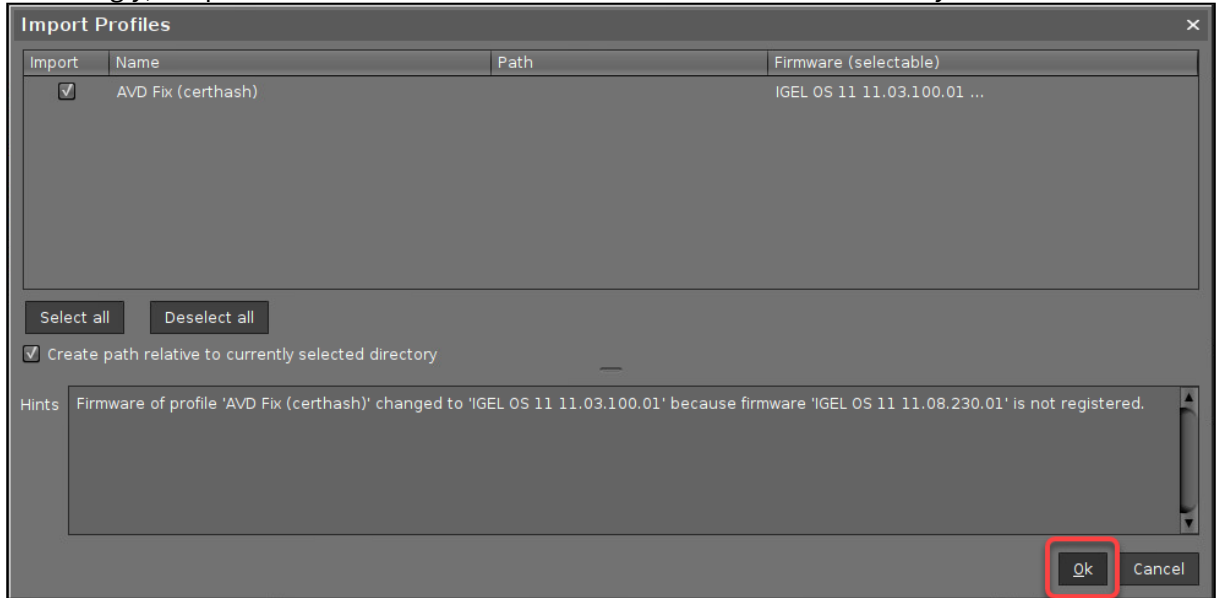 Import Profiles
Import Name Path Firmware (selectable)
AVD Fix (certhash) IGEL OS 11 11.03.100.01 ...
Select all Deselect all
Create path relative to currently selected directory
Hints Firmware of profile 'AVD Fix (certhash)' changed to 'IGEL OS 11 11.03.100.01' because firmware 'IGEL OS 11 11.08.230.01' is not registered.
Ok Cancel